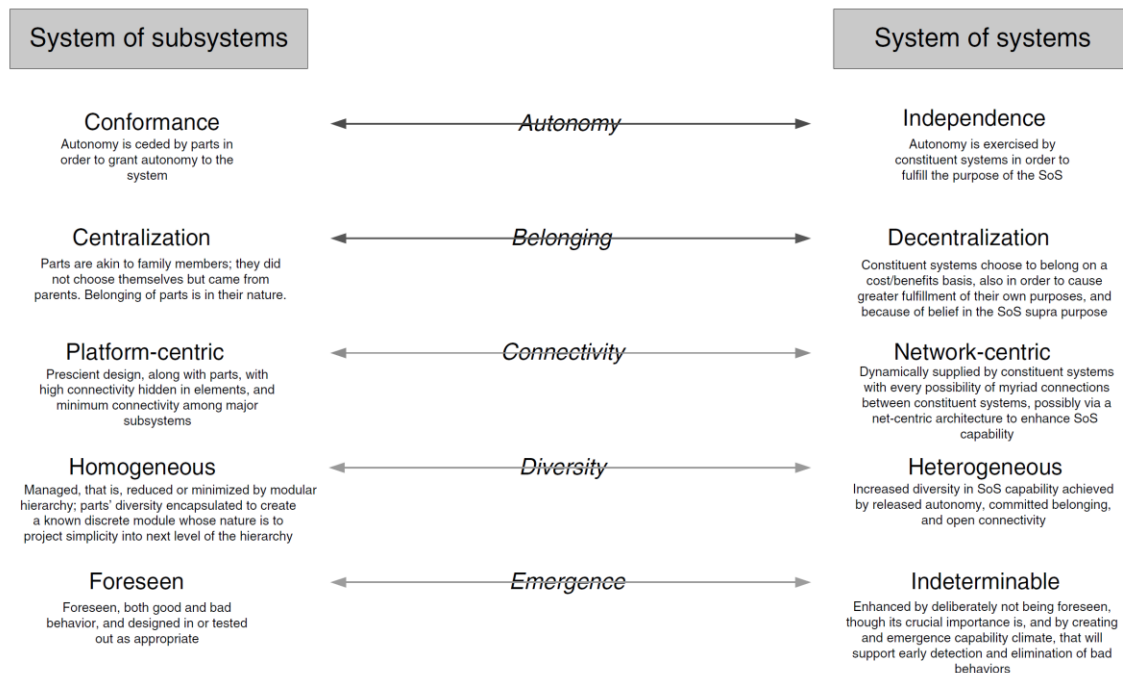 System of subsystems
System of systems
Conformance
Autonomy is ceded by parts in
order to grant autonomy to the
system
Autonomy
Independence
Autonomy is exercised by
constituent systems in order to
fulfill the purpose of the SoS
Centralization
Parts are akin to family members; they did
not choose themselves but came from
parents. Belonging of parts is in their nature.
Belonging
Decentralization
Constituent systems choose to belong on a
cost/benefits basis, also in order to cause
greater fulfillment of their own purposes, and
because of belief in the SoS supra purpose
Platform-centric
Prescient design, along with parts, with
high connectivity hidden in elements, and
minimum connectivity among major
subsystems
Connectivity
Network-centric
Dynamically supplied by constituent systems
with every possibility of myriad connections
between constituent systems, possibly via a
net-centric architecture to enhance SoS
capability
Homogeneous
Managed, that is, reduced or minimized by modular
hierarchy; parts' diversity encapsulated to create
a known discrete module whose nature is to
project simplicity into next level of the hierarchy
Diversity
Heterogeneous
Increased diversity in SoS capability achieved
by released autonomy, committed belonging,
and open connectivity
Foreseen
Foreseen, both good and bad
behavior, and designed in or tested
out as appropriate
Emergence
Indeterminable
Enhanced by deliberately not being foreseen,
though its crucial importance is, and by creating
and emergence capability climate, that will
support early detection and elimination of bad
behaviors